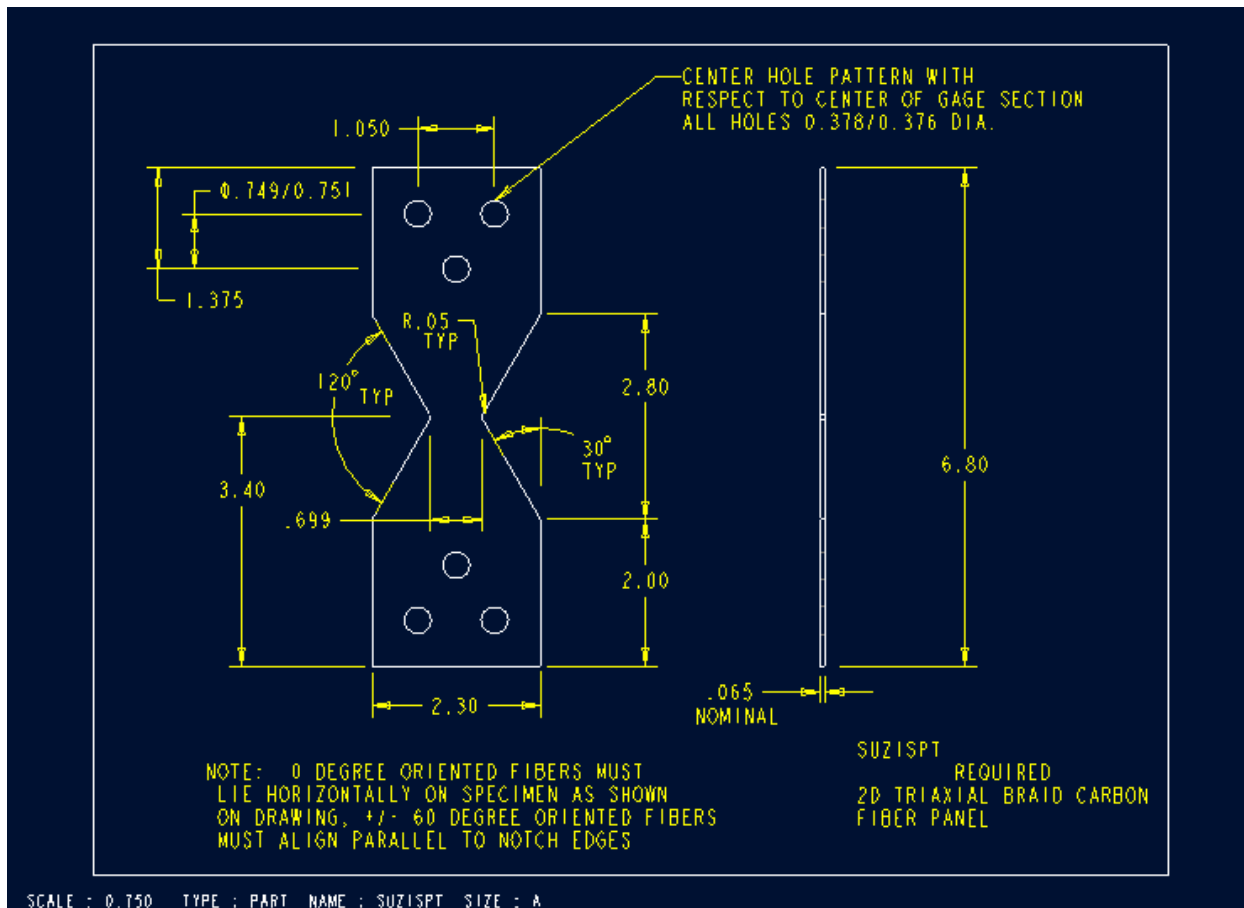 CENTER HOLE PATTERN WITH
RESPECT TO CENTER OF GAGE SECTION
ALL HOLES 0.378/0.376 DIA.
1.050
Φ0.749/0.751
1.375
R.05
TYP
120°
TYP
2.80
30°
TYP
6.80
3.40
.699
2.00
.065
NOMINAL
2.30
SUZISPT
REQUIRED
2D TRIAXIAL BRAID CARBON
FIBER PANEL
NOTE: 0 DEGREE ORIENTED FIBERS MUST
LIE HORIZONTALLY ON SPECIMEN AS SHOWN
ON DRAWING, +/- 60 DEGREE ORIENTED FIBERS
MUST ALIGN PARALLEL TO NOTCH EDGES
SCALE : 0.750 TYPE : PART NAME : SUZISPT SIZE : A